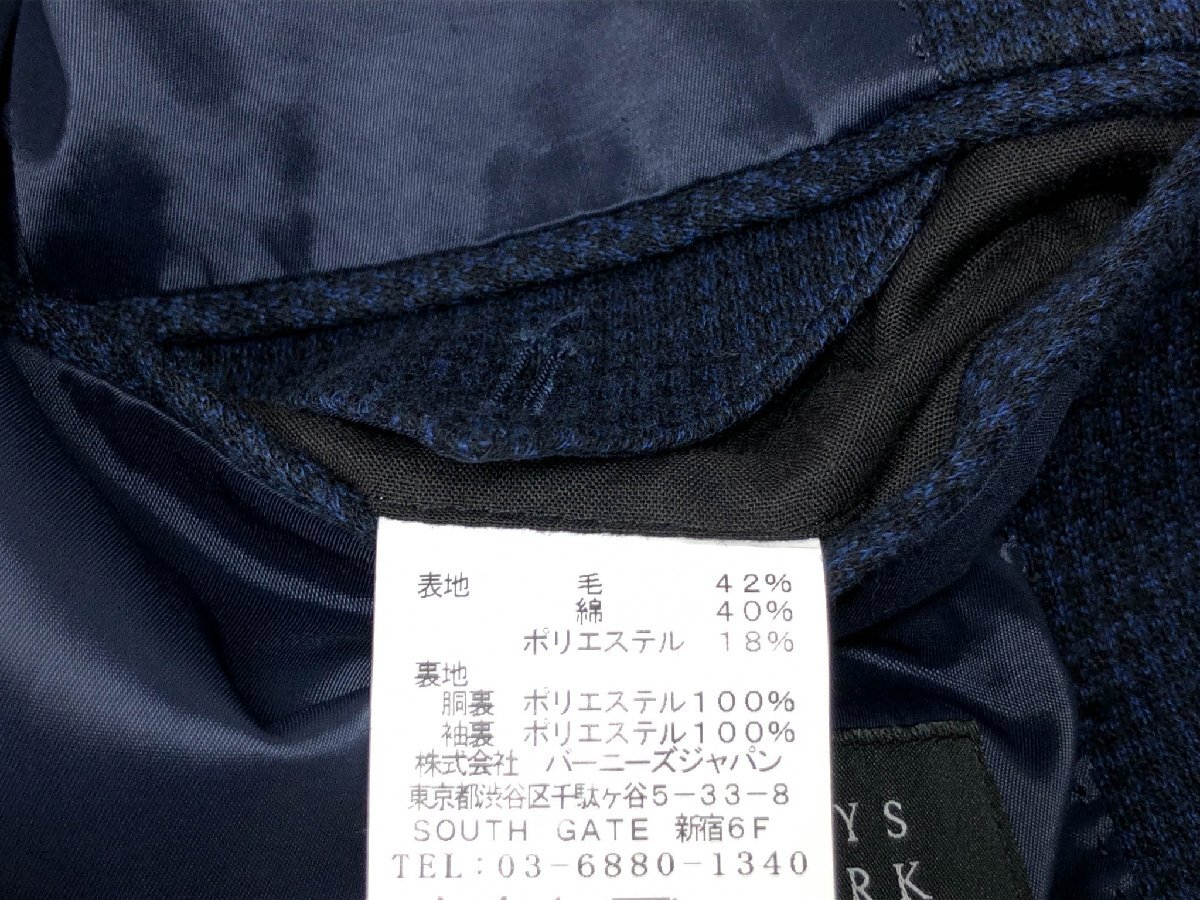 表地 毛 42%
綿 40%
ポリエステル 18%
裏地
胴裏 ポリエステル100%
袖裏 ポリエステル100%
株式会社 バーニーズジャパン
東京都渋谷区千駄ヶ谷5-33-8
SOUTH GATE 新宿6F
TEL:03-6880-1340
YS
RK